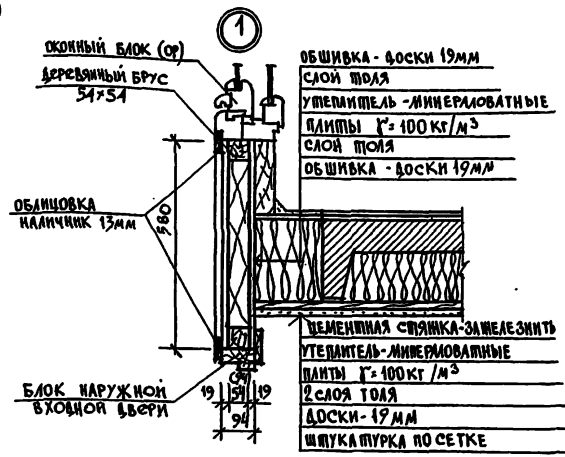 1
ОКОННЫЙ БЛОК (ОР)
ДЕРЕВЯННЫЙ БРУС
54×54
ОБЛИЦОВКА
НАЛИЧНИК 13ММ
БЛОК НАРУЖНОЙ
ВХОДНОЙ ДВЕРИ
580
19 54 19
94
ОБШИВКА - ДОСКИ 19ММ
СЛОЙ ТОЛЯ
УТЕПЛИТЕЛЬ - МИНЕРАЛОВАТНЫЕ
ПЛИТЫ γ=100 КГ/М³
СЛОЙ ТОЛЯ
ОБШИВКА - ДОСКИ 19ММ
ЦЕМЕНТНАЯ СТЯЖКА-ЗАЖЕЛЕЗНИТЬ
УТЕПЛИТЕЛЬ-МИНЕРАЛОВАТНЫЕ
ПЛИТЫ γ=100 КГ/М³
2 СЛОЯ ТОЛЯ
ДОСКИ-19 ММ
ШТУКАТУРКА ПО СЕТКЕ